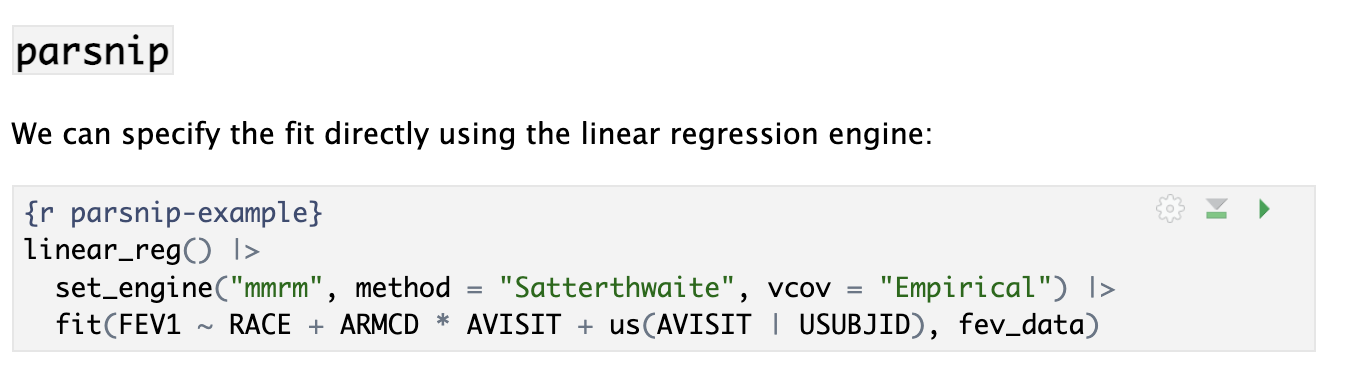 parsnip
We can specify the fit directly using the linear regression engine:
{r parsnip-example}
linear_reg() |>
  set_engine("mmrm", method = "Satterthwaite", vcov = "Empirical") |>
  fit(FEV1 ~ RACE + ARMCD * AVISIT + us(AVISIT | USUBJID), fev_data)